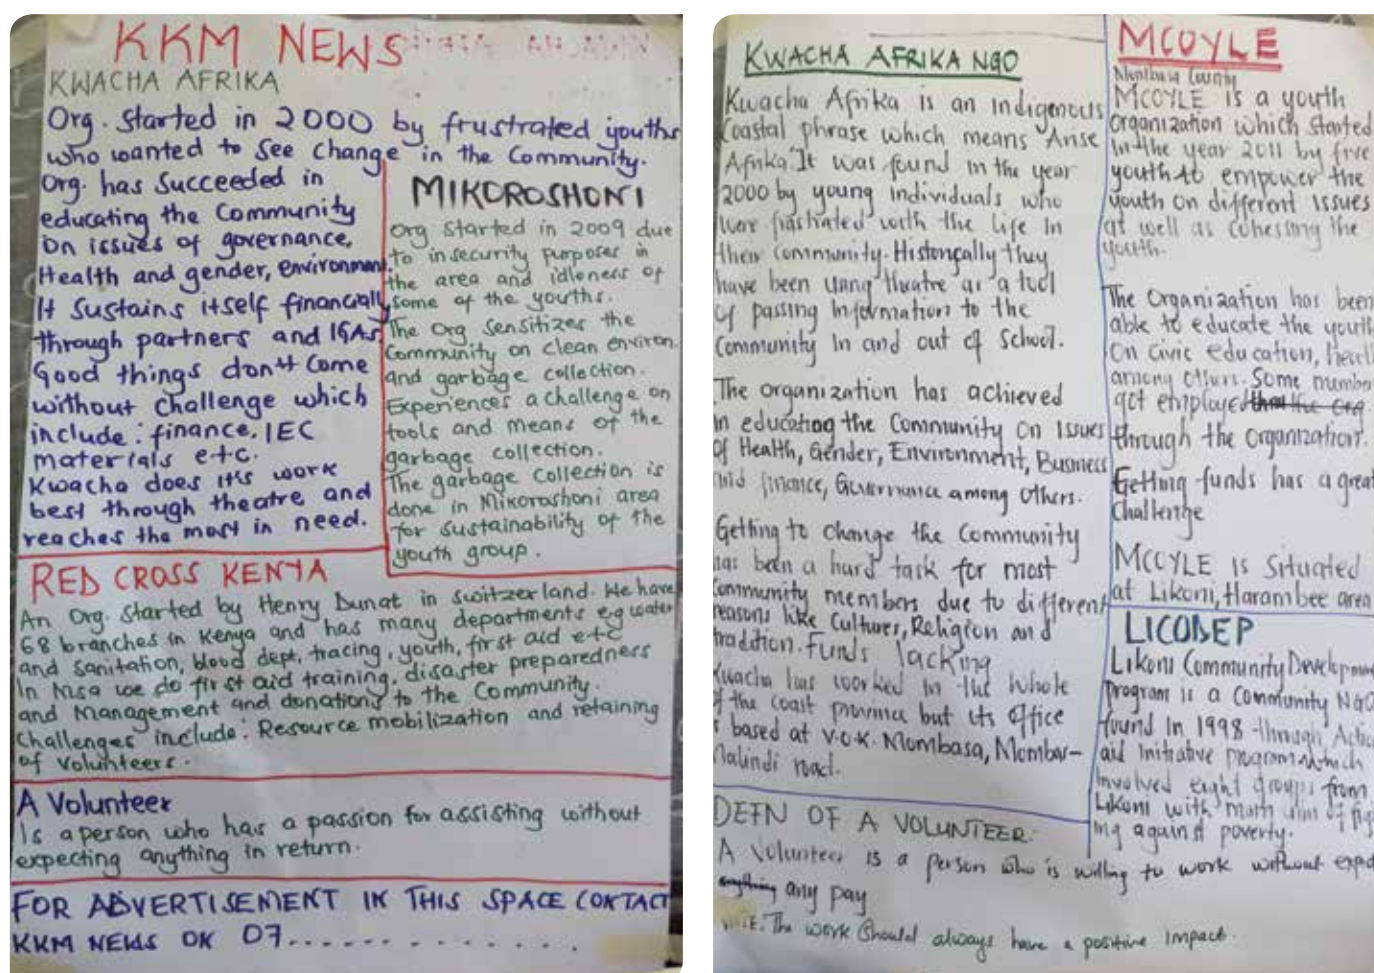 KKM NEWS
KWACHA AFRIKA
Org. Started in 2000 by frustrated youths
who wanted to see change in the Community.
Org. has Succeeded in
educating the Community
on issues of governance,
Health and gender, environment.
It Sustains itself financially
through partners and IGAs.
Good things don't come
without challenge which
include: finance, IEC
materials etc.
Kwacha does it's work
best through theatre and
reaches the most in need.
MIKOROSHONI
Org Started in 2009 due
to insecurity purposes in
the area and idleness of
some of the youths.
The Org Sensitizes the
Community on clean environ.
and garbage collection.
Experiences a challenge on
tools and means of the
garbage collection.
The garbage Collection is
done in Mikoroshoni area
for sustainability of the
youth group.
RED CROSS KENYA
An Org. Started by Henry Dunat in switzerland. We have
68 branches in Kenya and has many departments e.g water
and sanitation, blood dept, tracing, youth, first aid etc
In Msa we do first aid training, disaster preparedness
and Management and donations to the Community.
Challenges include: Resource mobilization and retaining
of volunteers.
A Volunteer
Is a person who has a passion for assisting without
expecting anything in return.
FOR ADVERTISEMENT IN THIS SPACE CONTACT
KKM NEWS ON 07..............
KWACHA AFRIKA NGO
Kwacha Afrika is an Indigenous
Coastal phrase which means "Arise
Afrika". It was found in the year
2000 by young individuals who
were frustrated with the Life In
their community. Historically they
have been using theatre as a tool
of passing Information to the
Community In and out of School.
The organization has achieved
In educating the Community On Issues
Of Health, Gender, Environment, Business
and finance, Governance among others.
Getting to change the Community
has been a hard task for most
Community members due to different
reasons like Cultures, Religion and
tradition. Funds lacking
Kwacha has worked In the whole
of the coast province but its Office
is based at V.O.K. Mombasa, Mombas-
Malindi road.
DEFN OF A VOLUNTEER:
A Volunteer is a person who is willing to work without
any pay
The work should always have a positive impact.
MCOYLE
Mombasa County
MCOYLE is a youth
Organization which started
In the year 2011 by five
youth to empower the
youth on different issues
as well as cohessing the
youth.
The Organization has been
able to educate the youth
On Civic education,
among others. Some
got employed
through the Organization.
Getting funds has a great
Challenge
MCOYLE is Situated
at Likoni, Harambee area
LICODEP
Likoni Community Development
program is a Community NGO
found In 1998 through
aid Initiative program which
Involved eight groups from
Likoni with main aim of
ing against poverty.